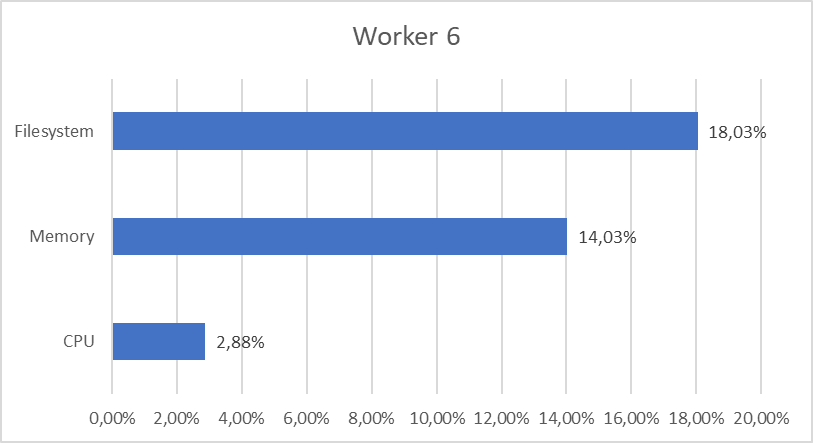 Worker 6
Filesystem
18,03%
Memory
14,03%
CPU
2,88%
0,00% 2,00% 4,00% 6,00% 8,00% 10,00% 12,00% 14,00% 16,00% 18,00% 20,00%